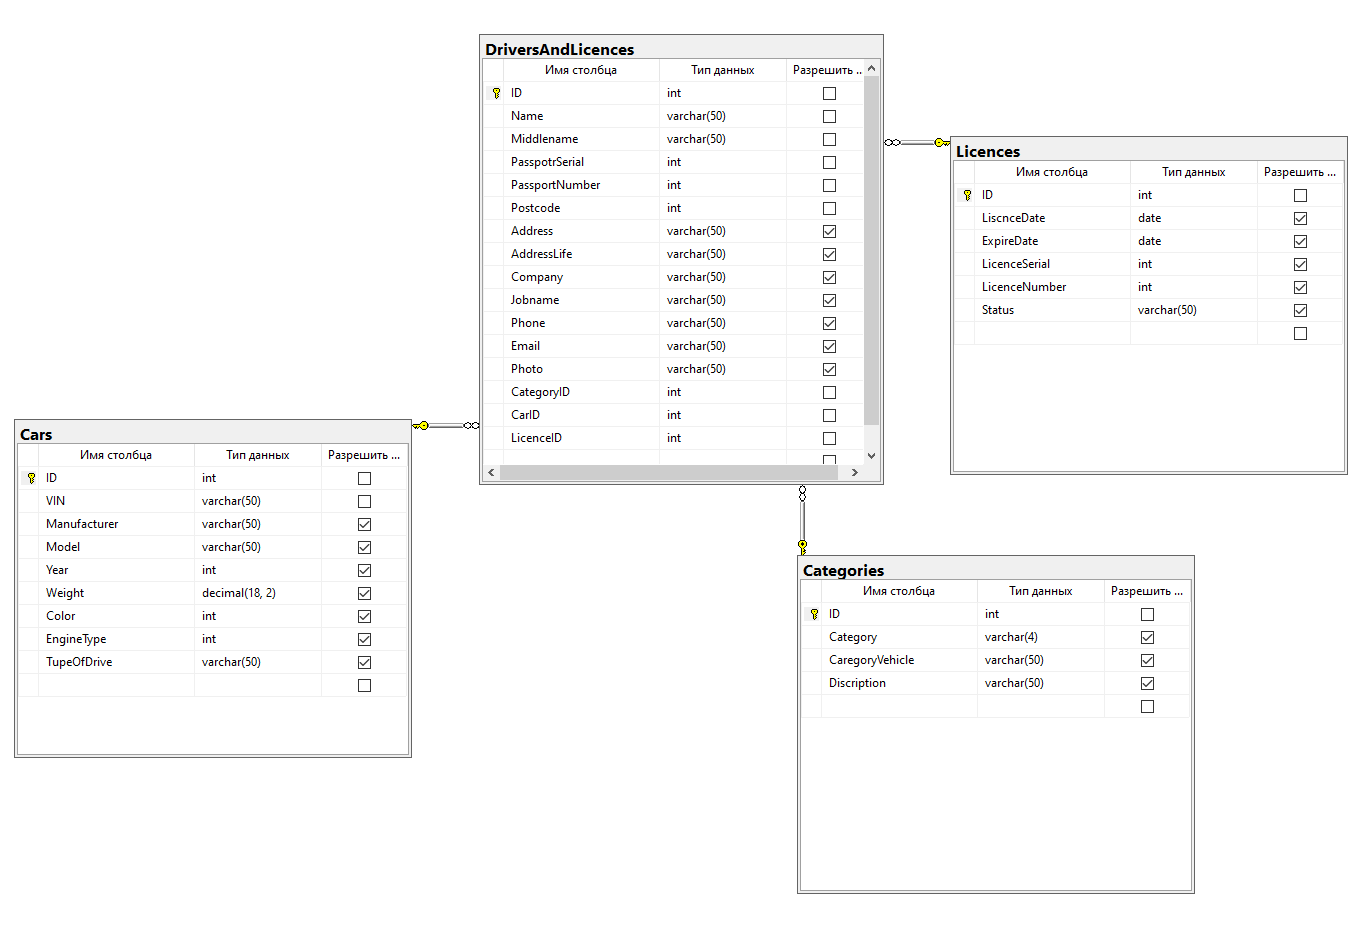 DriversAndLicences
Имя столбца Тип данных Разрешить ..
ID int
Name varchar(50)
Middlename varchar(50)
PasspotrSerial int
PassportNumber int
Postcode int
Address varchar(50)
AddressLife varchar(50)
Company varchar(50)
Jobname varchar(50)
Phone varchar(50)
Email varchar(50)
Photo varchar(50)
CategoryID int
CarID int
LicenceID int
Licences
Имя столбца Тип данных Разрешить ...
ID int
LiscnceDate date
ExpireDate date
LicenceSerial int
LicenceNumber int
Status varchar(50)
Cars
Имя столбца Тип данных Разрешить ...
ID int
VIN varchar(50)
Manufacturer varchar(50)
Model varchar(50)
Year int
Weight decimal(18, 2)
Color int
EngineType int
TupeOfDrive varchar(50)
Categories
Имя столбца Тип данных Разрешить ...
ID int
Category varchar(4)
CaregoryVehicle varchar(50)
Discription varchar(50)